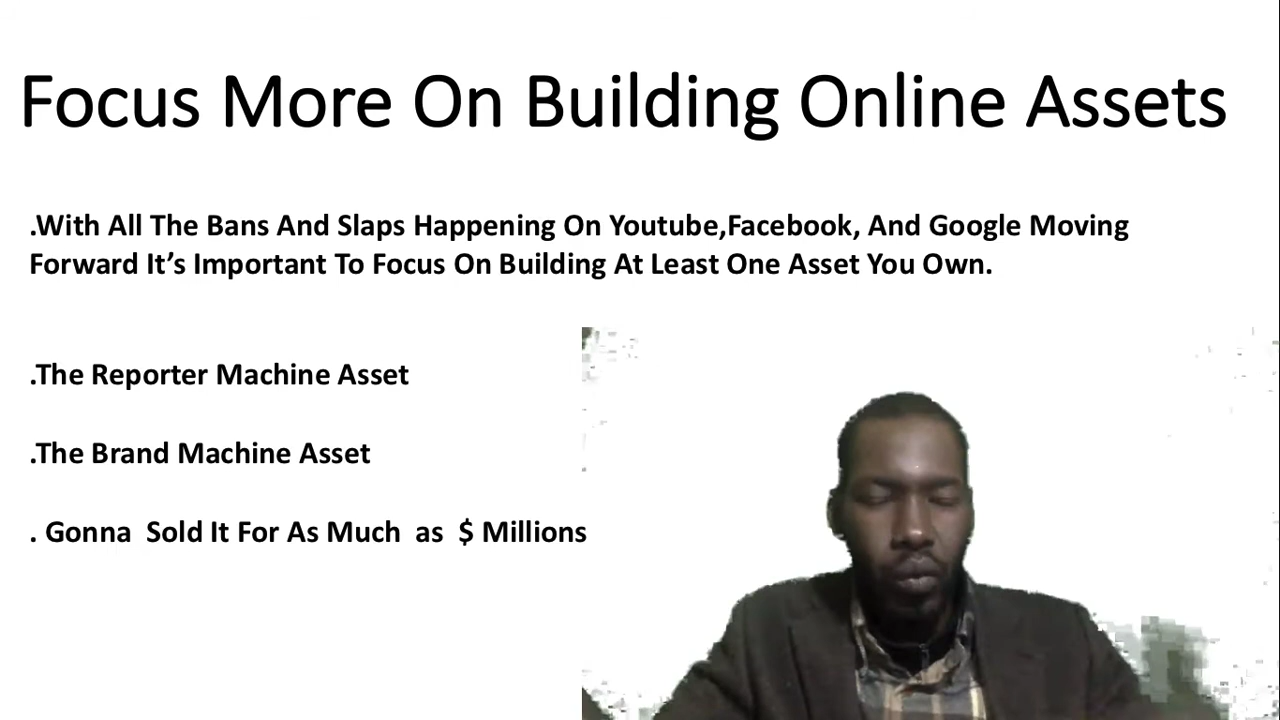 Focus More On Building Online Assets
.With All The Bans And Slaps Happening On Youtube,Facebook, And Google Moving
Forward It’s Important To Focus On Building At Least One Asset You Own.
.The Reporter Machine Asset
.The Brand Machine Asset
. Gonna  Sold It For As Much  as  $ Millions